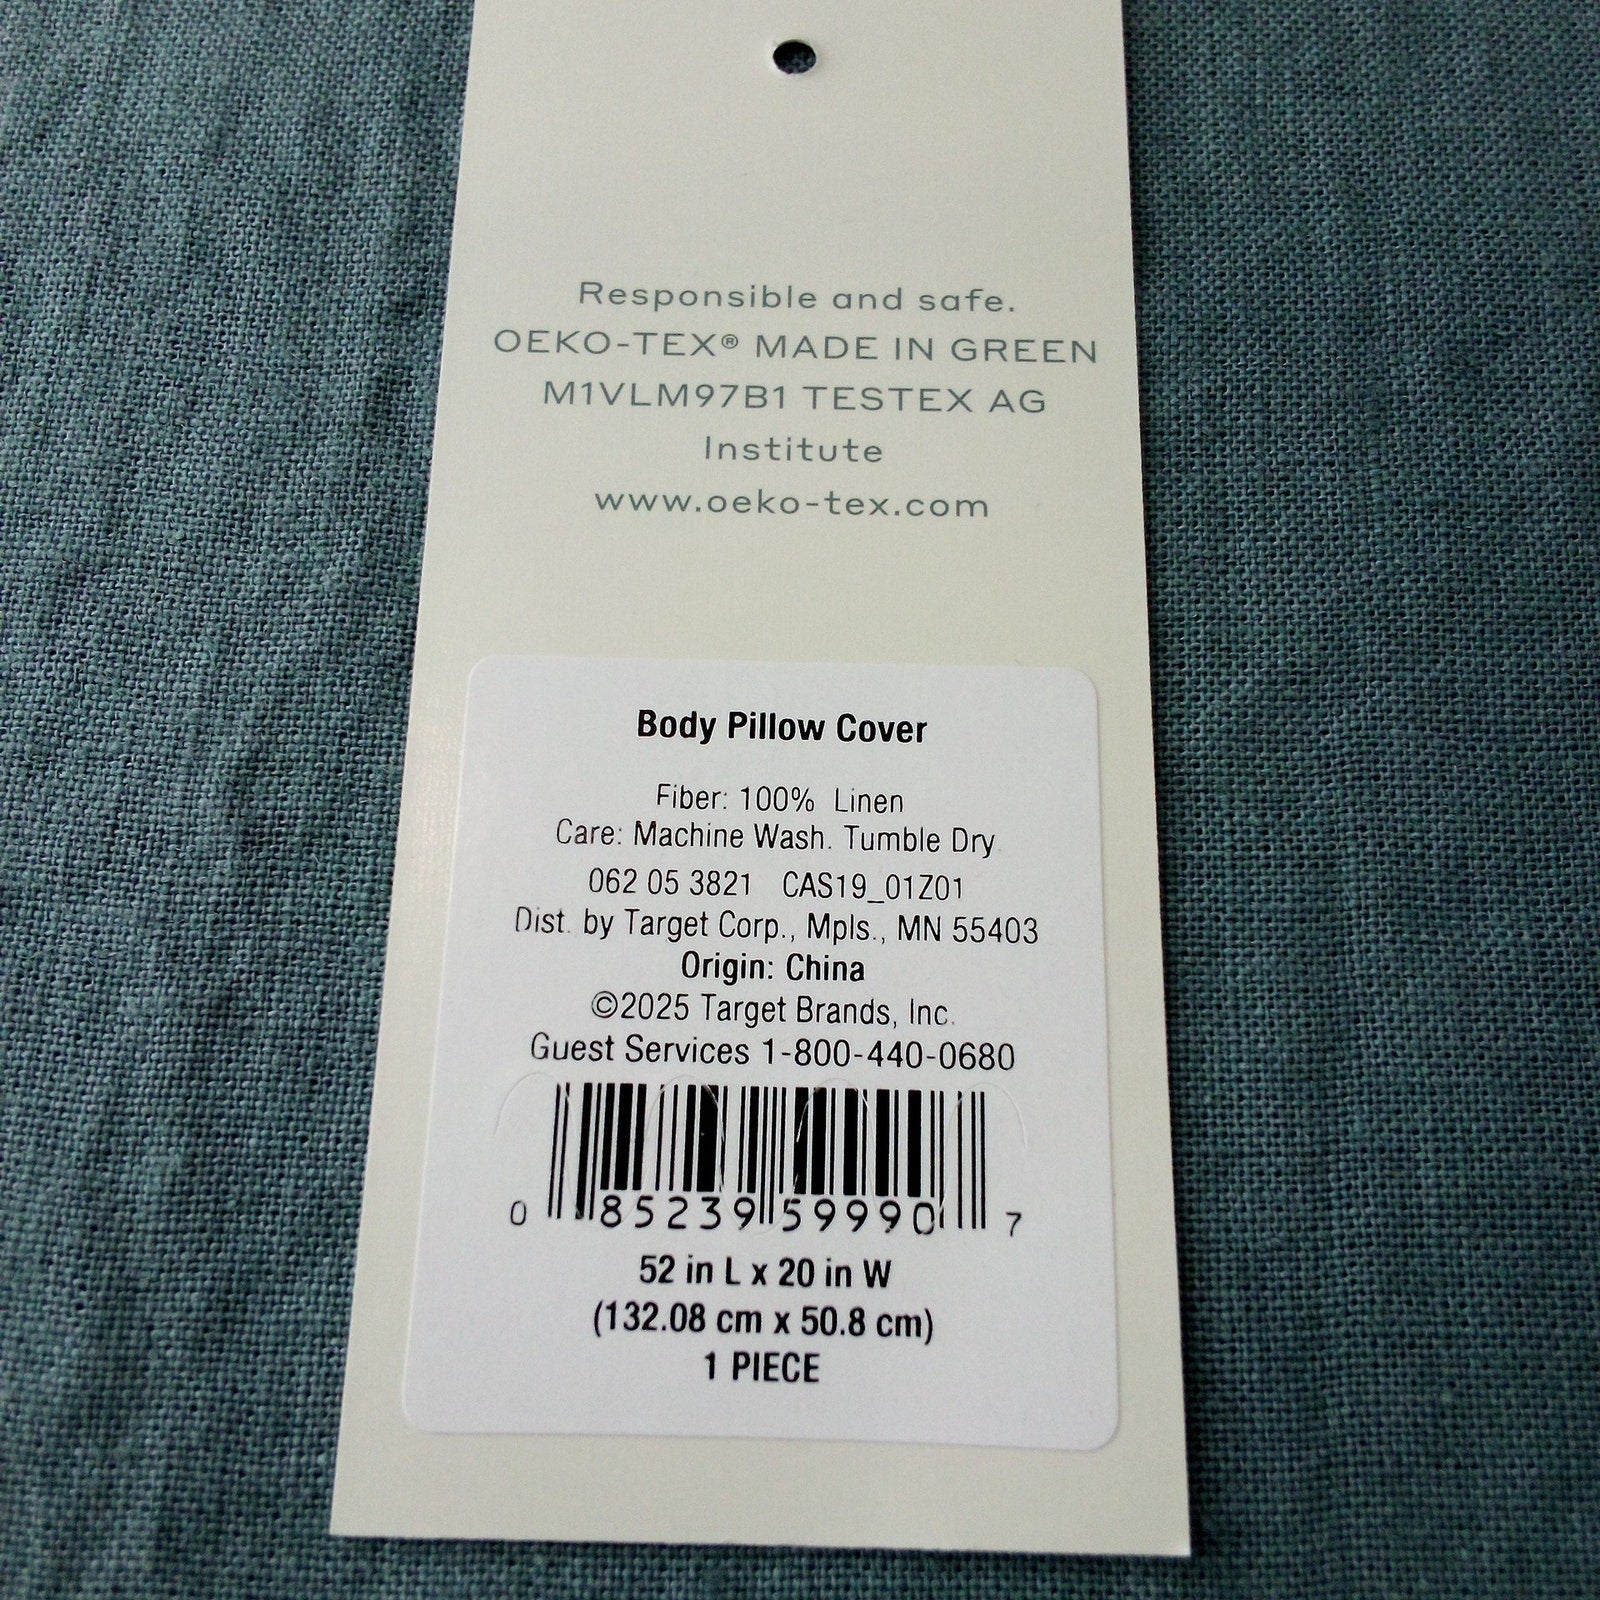 Responsible and safe.
OEKO-TEX® MADE IN GREEN
M1VLM97B1 TESTEX AG
Institute
www.oeko-tex.com
Body Pillow Cover
Fiber: 100% Linen
Care: Machine Wash. Tumble Dry
062 05 3821 CAS19_01Z01
Dist. by Target Corp., Mpls., MN 55403
Origin: China
©2025 Target Brands, Inc.
Guest Services 1-800-440-0680
0 85239 59990 7
52 in L x 20 in W
(132.08 cm x 50.8 cm)
1 PIECE